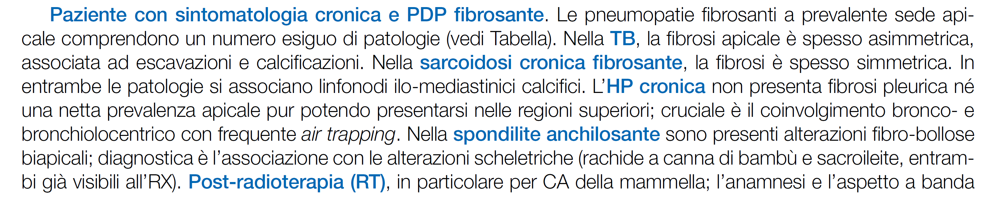 Paziente con sintomatologia cronica e PDP fibrosante. Le pneumopatie fibrosanti a prevalente sede api-
cale comprendono un numero esiguo di patologie (vedi Tabella). Nella TB, la fibrosi apicale è spesso asimmetrica,
associata ad escavazioni e calcificazioni. Nella sarcoidosi cronica fibrosante, la fibrosi è spesso simmetrica. In
entrambe le patologie si associano linfonodi ilo-mediastinici calcifici. L’HP cronica non presenta fibrosi pleurica né
una netta prevalenza apicale pur potendo presentarsi nelle regioni superiori; cruciale è il coinvolgimento bronco- e
bronchiolocentrico con frequente air trapping. Nella spondilite anchilosante sono presenti alterazioni fibro-bollose
biapicali; diagnostica è l’associazione con le alterazioni scheletriche (rachide a canna di bambù e sacroileite, entram-
bi già visibili all’RX). Post-radioterapia (RT), in particolare per CA della mammella; l’anamnesi e l’aspetto a banda